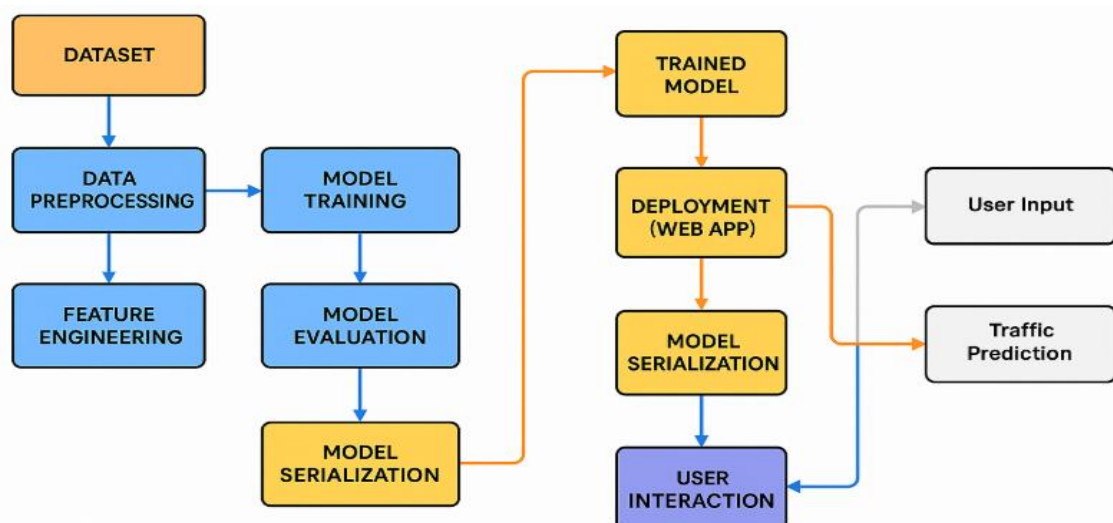 DATASET
DATA
PREPROCESSING
FEATURE
ENGINEERING
MODEL
TRAINING
MODEL
EVALUATION
MODEL
SERIALIZATION
TRAINED
MODEL
DEPLOYMENT
(WEB APP)
MODEL
SERIALIZATION
USER
INTERACTION
User Input
Traffic
Prediction